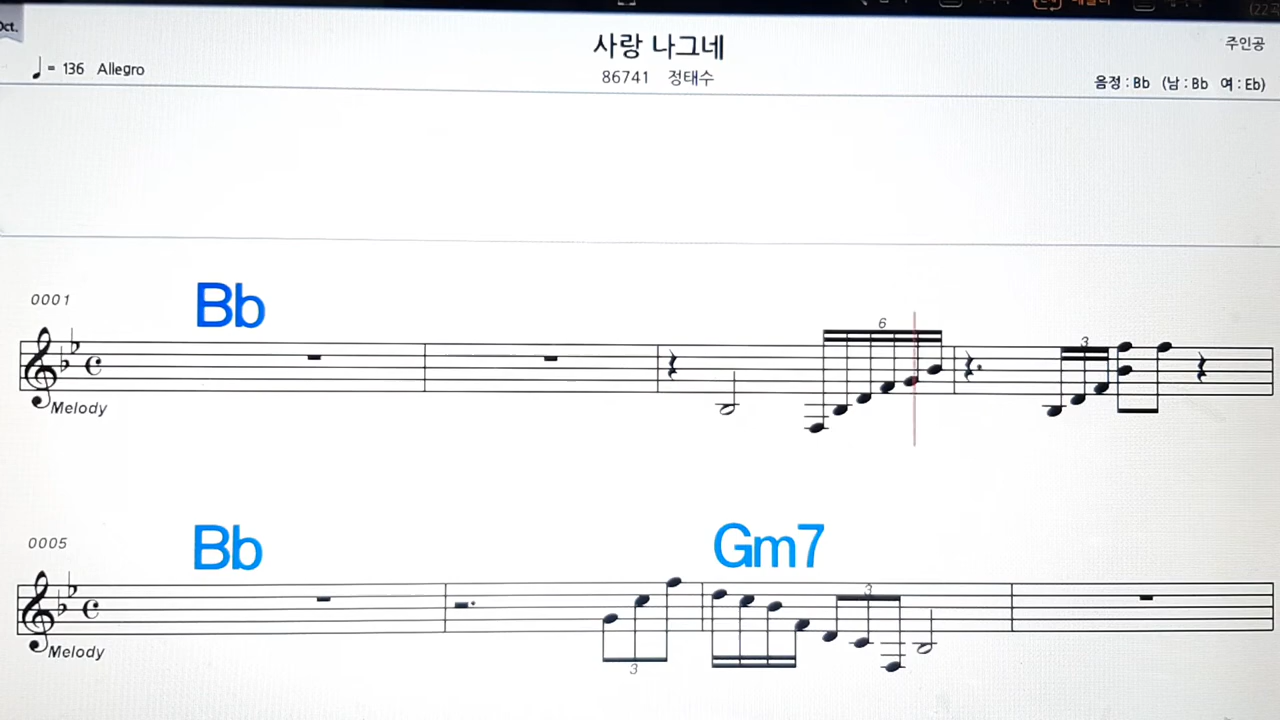 Oct.
사랑 나그네
주인공
♩= 136 Allegro
86741 정태수
음정 : Bb (남 : Bb 여 : Eb)
0001
Bb
6
3
Melody
0005
Bb
Gm7
3
Melody
3